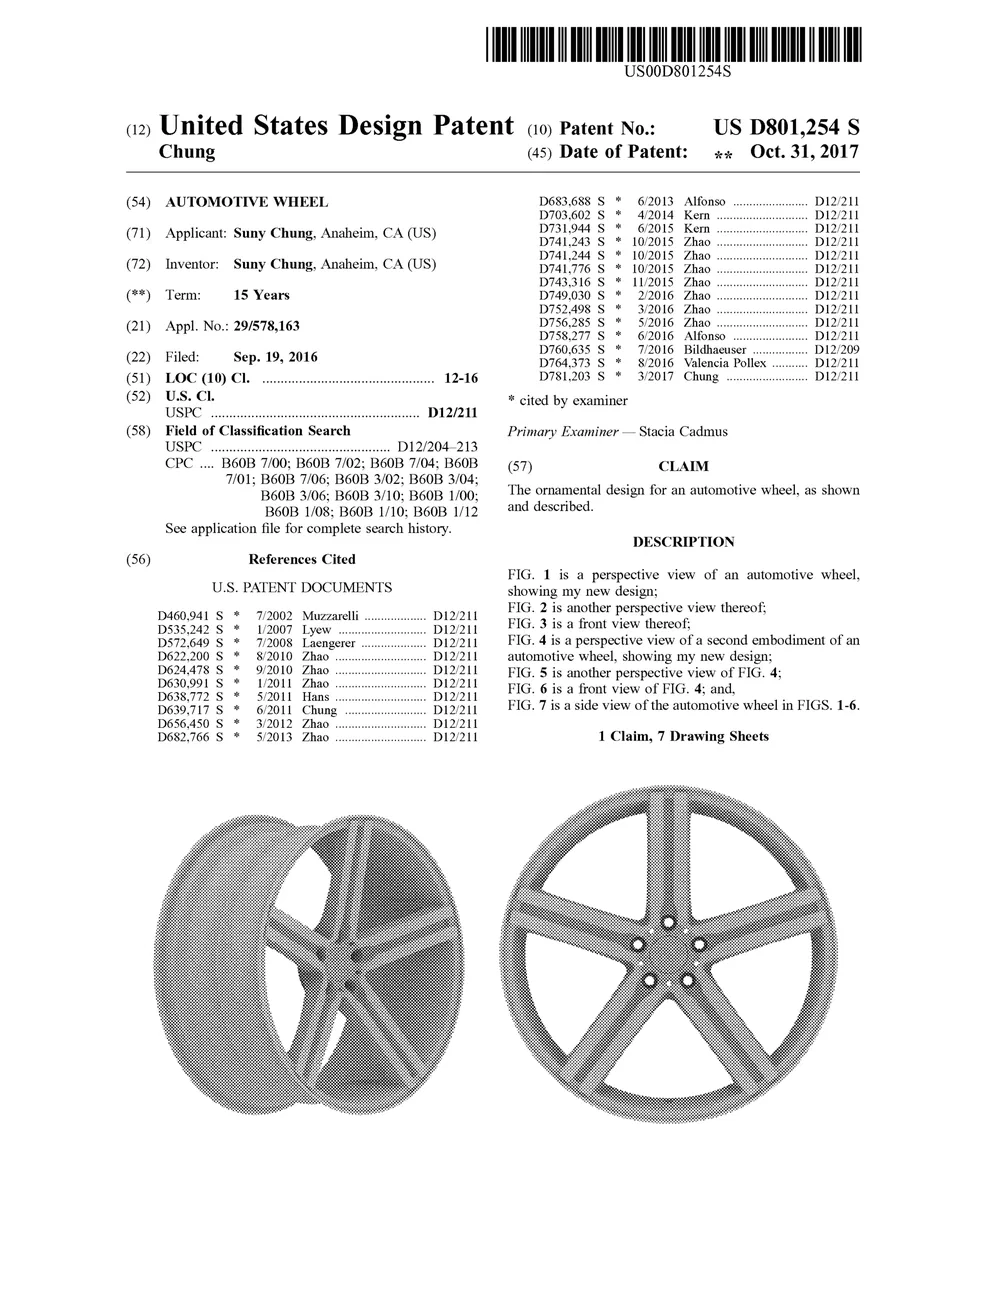 US00D801254S
(12) United States Design Patent
Chung
(10) Patent No.: US D801,254 S
(45) Date of Patent: ** Oct. 31, 2017
(54) AUTOMOTIVE WHEEL
(71) Applicant: Suny Chung, Anaheim, CA (US)
(72) Inventor: Suny Chung, Anaheim, CA (US)
(**) Term: 15 Years
(21) Appl. No.: 29/578,163
(22) Filed: Sep. 19, 2016
(51) LOC (10) Cl. ............................................... 12-16
(52) U.S. Cl.
USPC ......................................................... D12/211
(58) Field of Classification Search
USPC ................................................. D12/204–213
CPC .... B60B 7/00; B60B 7/02; B60B 7/04; B60B
7/01; B60B 7/06; B60B 3/02; B60B 3/04;
B60B 3/06; B60B 3/10; B60B 1/00;
B60B 1/08; B60B 1/10; B60B 1/12
See application file for complete search history.
(56) References Cited
U.S. PATENT DOCUMENTS
D460,941 S * 7/2002 Muzzarelli ................... D12/211
D535,242 S * 1/2007 Lyew ........................... D12/211
D572,649 S * 7/2008 Laengerer .................... D12/211
D622,200 S * 8/2010 Zhao ............................ D12/211
D624,478 S * 9/2010 Zhao ............................ D12/211
D630,991 S * 1/2011 Zhao ............................ D12/211
D638,772 S * 5/2011 Hans ............................ D12/211
D639,717 S * 6/2011 Chung ......................... D12/211
D656,450 S * 3/2012 Zhao ............................ D12/211
D682,766 S * 5/2013 Zhao ............................ D12/211
D683,688 S * 6/2013 Alfonso ....................... D12/211
D703,602 S * 4/2014 Kern ............................ D12/211
D731,944 S * 6/2015 Kern ............................ D12/211
D741,243 S * 10/2015 Zhao ............................ D12/211
D741,244 S * 10/2015 Zhao ............................ D12/211
D741,776 S * 10/2015 Zhao ............................ D12/211
D743,316 S * 11/2015 Zhao ............................ D12/211
D749,030 S * 2/2016 Zhao ............................ D12/211
D752,498 S * 3/2016 Zhao ............................ D12/211
D756,285 S * 5/2016 Zhao ............................ D12/211
D758,277 S * 6/2016 Alfonso ....................... D12/211
D760,635 S * 7/2016 Bildhaeuser ................. D12/209
D764,373 S * 8/2016 Valencia Pollex ........... D12/211
D781,203 S * 3/2017 Chung ......................... D12/211
* cited by examiner
Primary Examiner — Stacia Cadmus
(57) CLAIM
The ornamental design for an automotive wheel, as shown
and described.
DESCRIPTION
FIG. 1 is a perspective view of an automotive wheel,
showing my new design;
FIG. 2 is another perspective view thereof;
FIG. 3 is a front view thereof;
FIG. 4 is a perspective view of a second embodiment of an
automotive wheel, showing my new design;
FIG. 5 is another perspective view of FIG. 4;
FIG. 6 is a front view of FIG. 4; and,
FIG. 7 is a side view of the automotive wheel in FIGS. 1-6.
1 Claim, 7 Drawing Sheets